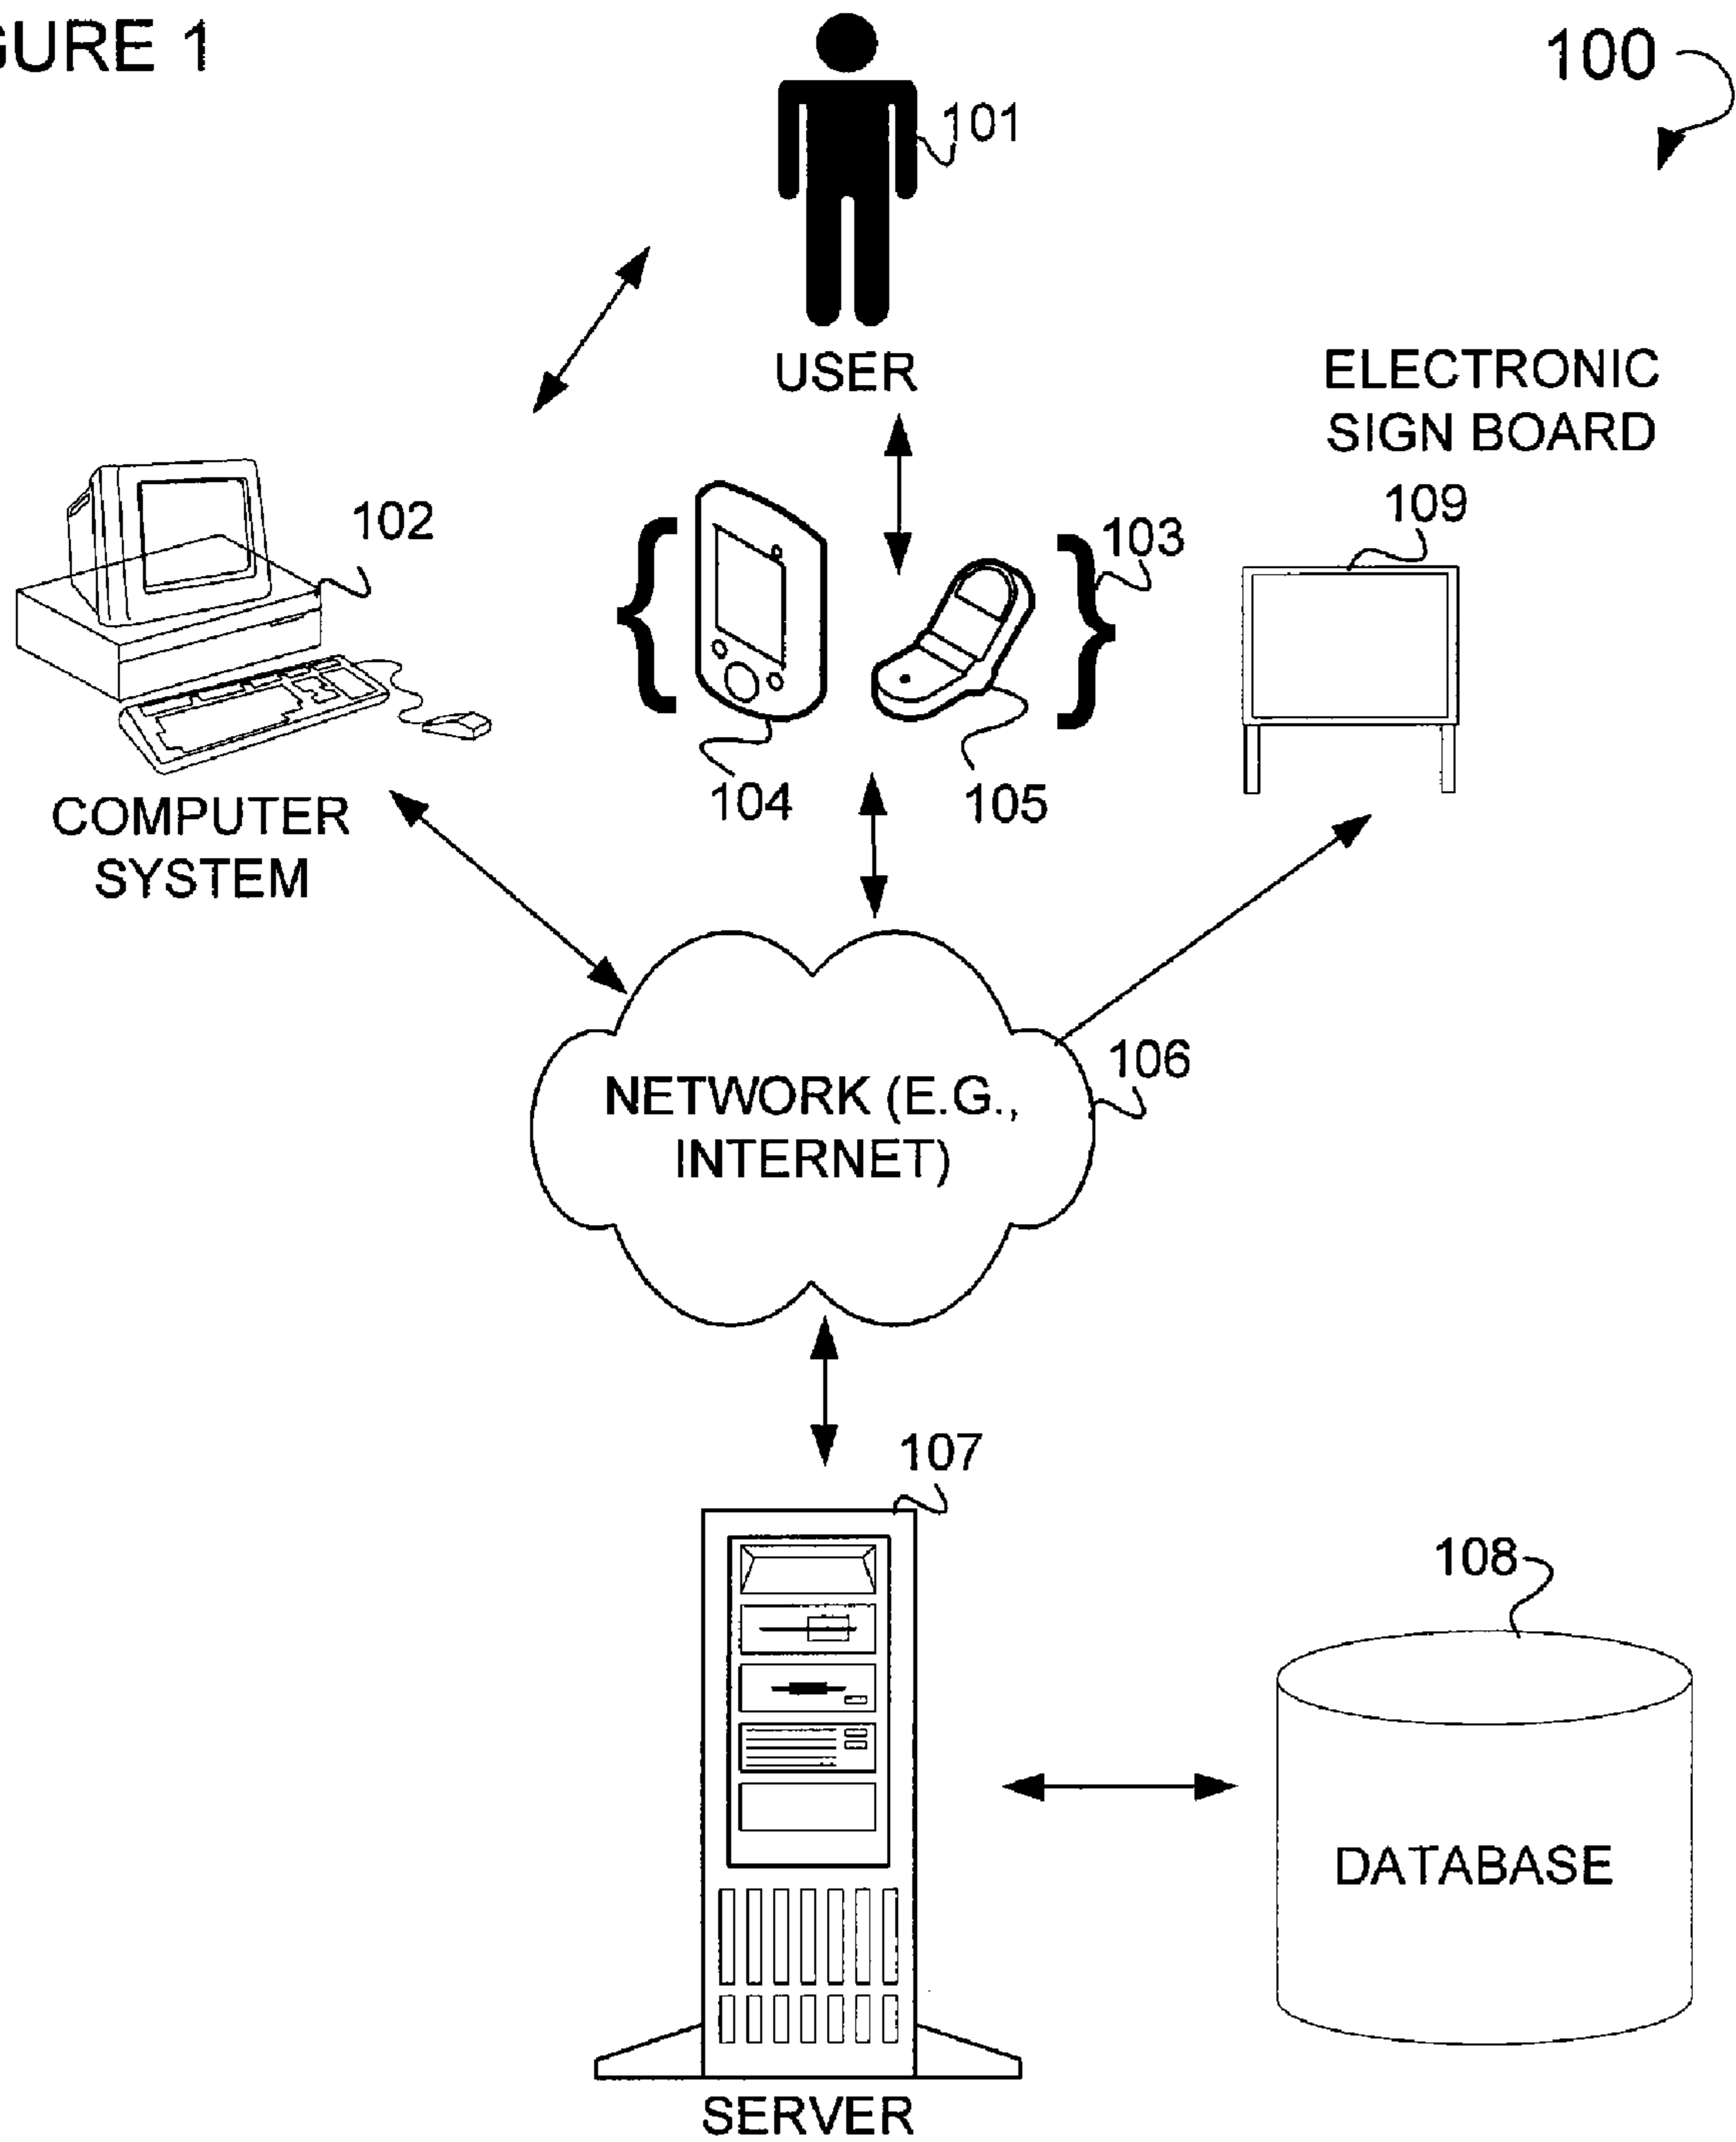 GURE 1
100
101
USER
ELECTRONIC
SIGN BOARD
102
103
109
104
105
COMPUTER
SYSTEM
106
NETWORK (E.G.,
INTERNET)
107
108
DATABASE
SERVER